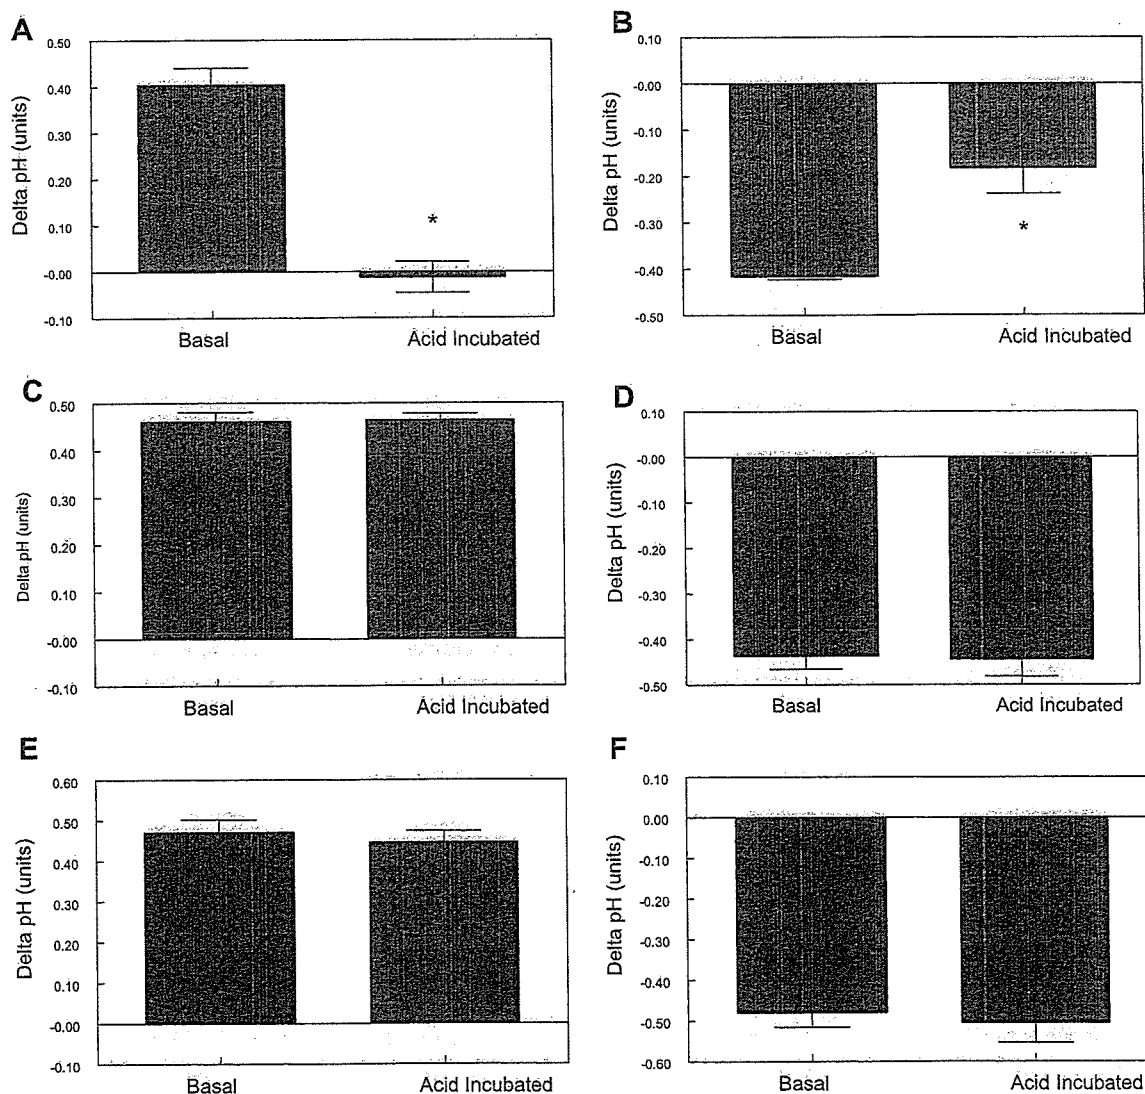 A
0.50
0.40
0.30
0.20
0.10
-0.00
-0.10
Delta pH (units)
Basal
Acid Incubated
*
B
0.10
-0.00
-0.10
-0.20
-0.30
-0.40
-0.50
Delta pH (units)
Basal
Acid Incubated
*
C
0.50
0.40
0.30
0.20
0.10
-0.00
-0.10
Delta pH (units)
Basal
Acid Incubated
D
0.10
-0.00
-0.10
-0.20
-0.30
-0.40
-0.50
Delta pH (units)
Basal
Acid Incubated
E
0.60
0.50
0.40
0.30
0.20
0.10
-0.00
-0.10
Delta pH (units)
Basal
Acid Incubated
F
0.10
0.00
-0.10
-0.20
-0.30
-0.40
-0.50
-0.60
Delta pH (units)
Basal
Acid Incubated